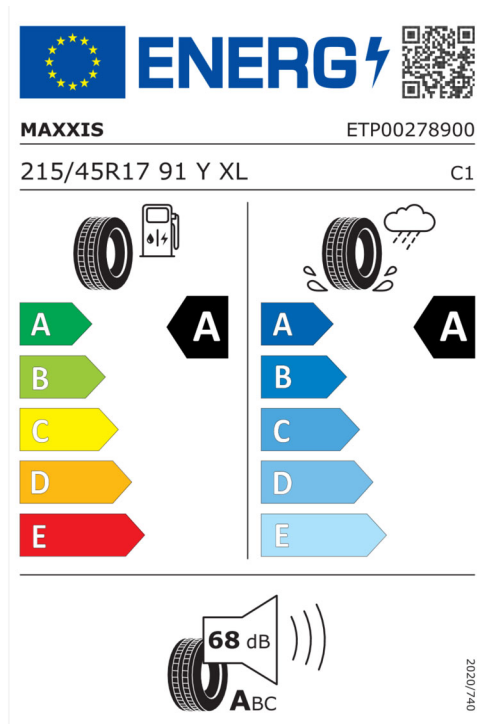 ENERG
MAXXIS ETP00278900
215/45R17 91 Y XL C1
A A
B
C
D
E
A A
B
C
D
E
68 dB
ABC
2020/740